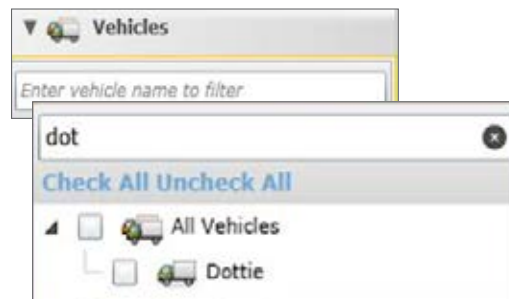 Vehicles
Enter vehicle name to filter
dot
Check All Uncheck All
All Vehicles
Dottie